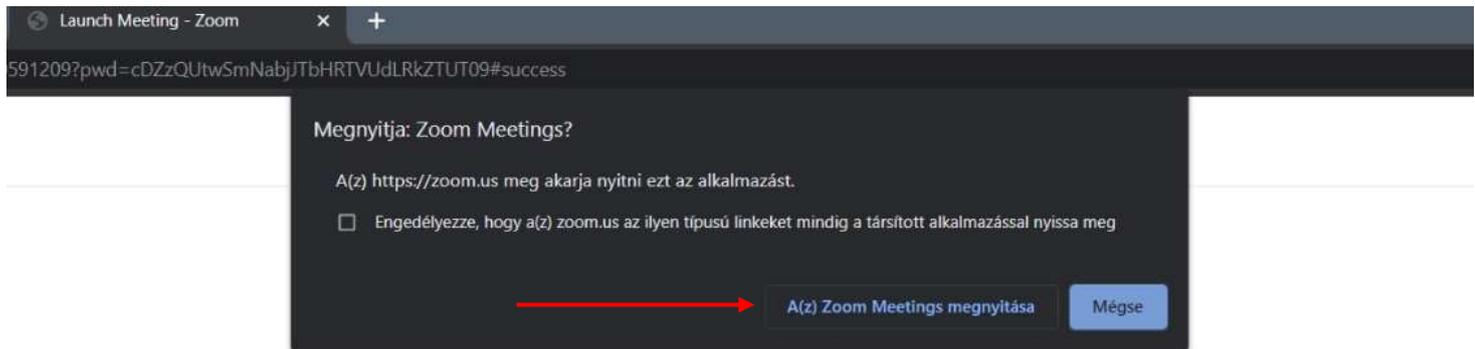 Launch Meeting - Zoom
591209?pwd=cDZzQUtwSmNabjJTbHRTVUdLRkZTUT09#success
Megnyitja: Zoom Meetings?
A(z) https://zoom.us meg akarja nyitni ezt az alkalmazást.
Engedélyezze, hogy a(z) zoom.us az ilyen típusú linkeket mindig a társított alkalmazással nyissa meg
A(z) Zoom Meetings megnyitása Mégse